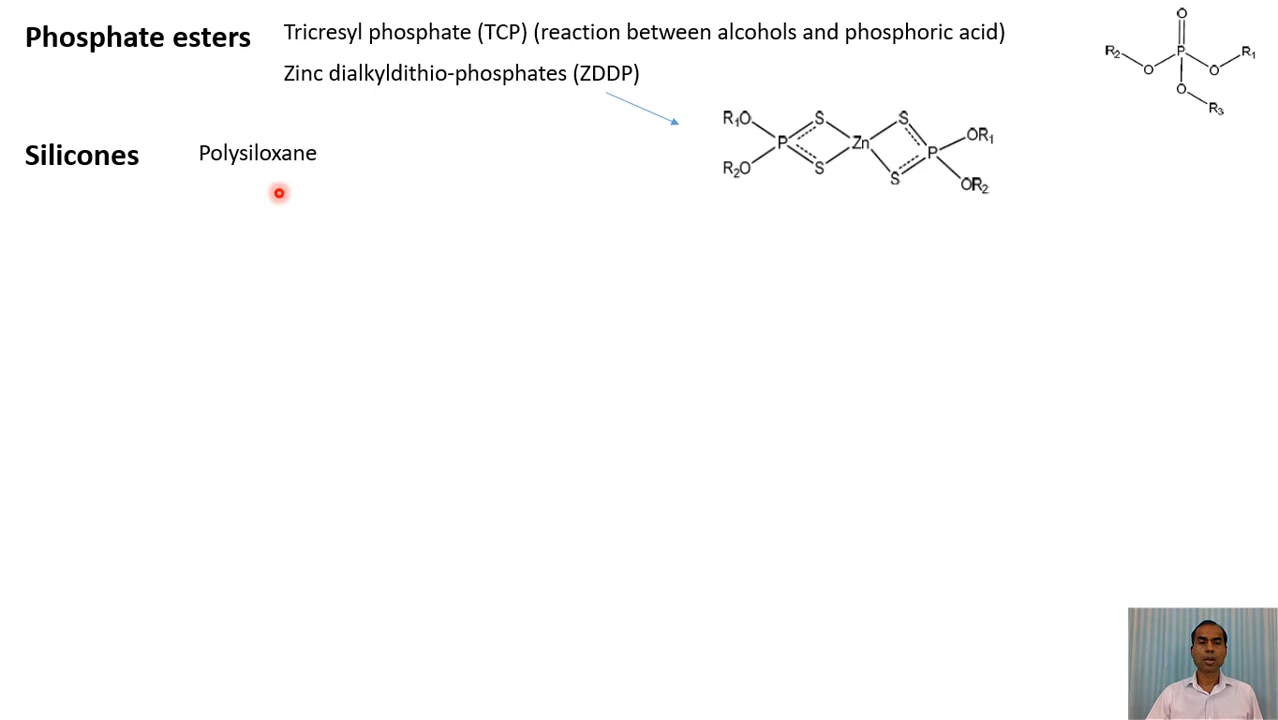 Phosphate esters
Tricresyl phosphate (TCP) (reaction between alcohols and phosphoric acid)
Zinc dialkyldithio-phosphates (ZDDP)
O
R₂
P
R₁
O
O
O
R₃
R₁O
S
S
OR₁
P
Zn
P
R₂O
S
S
OR₂
Silicones
Polysiloxane